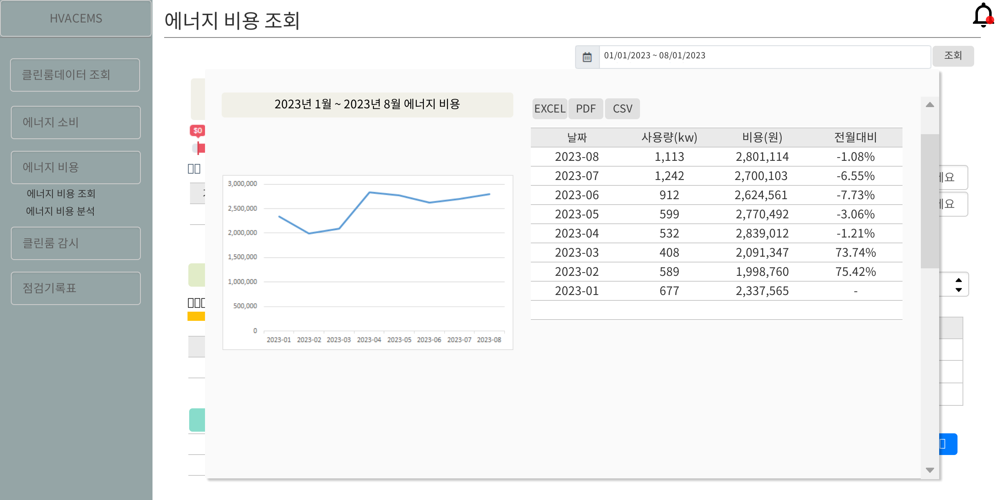 HVACEMS
에너지 비용 조회
01/01/2023 ~ 08/01/2023
조회
클린룸데이터 조회
에너지 소비
에너지 비용
에너지 비용 조회
에너지 비용 분석
클린룸 감시
점검기록표
$0
2023년 1월 ~ 2023년 8월 에너지 비용
3,000,000
2,500,000
2,000,000
1,500,000
1,000,000
500,000
0
2023-01 2023-02 2023-03 2023-04 2023-05 2023-06 2023-07 2023-08
EXCEL PDF CSV
날짜 사용량(kw) 비용(원) 전월대비
2023-08 1,113 2,801,114 -1.08%
2023-07 1,242 2,700,103 -6.55%
2023-06 912 2,624,561 -7.73%
2023-05 599 2,770,492 -3.06%
2023-04 532 2,839,012 -1.21%
2023-03 408 2,091,347 73.74%
2023-02 589 1,998,760 75.42%
2023-01 677 2,337,565 -
요
요